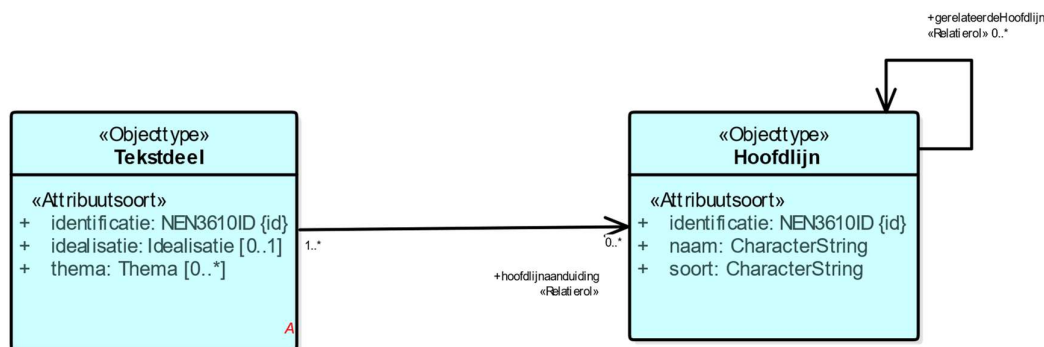 +gerelateerdeHoofdlijn
«Relatierol» 0..*
«Objecttype»
Tekstdeel
«Attribuutsoort»
+ identificatie: NEN3610ID {id}
+ idealisatie: Idealisatie [0..1]
+ thema: Thema [0..*]
A
1..*
0..*
+hoofdlijnaanduiding
«Relatierol»
«Objecttype»
Hoofdlijn
«Attribuutsoort»
+ identificatie: NEN3610ID {id}
+ naam: CharacterString
+ soort: CharacterString